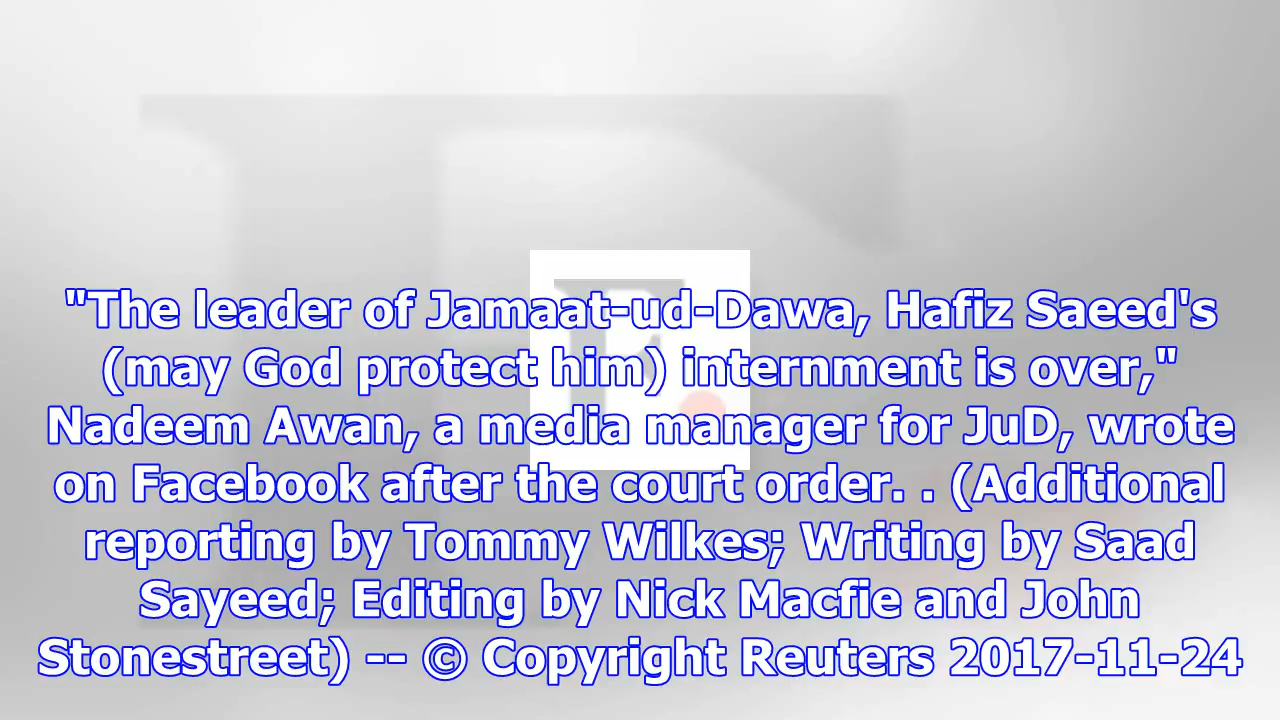 "The leader of Jamaat-ud-Dawa, Hafiz Saeed's
(may God protect him) internment is over,"
Nadeem Awan, a media manager for JuD, wrote
on Facebook after the court order. . (Additional
reporting by Tommy Wilkes; Writing by Saad
Sayeed; Editing by Nick Macfie and John
Stonestreet) -- © Copyright Reuters 2017-11-24